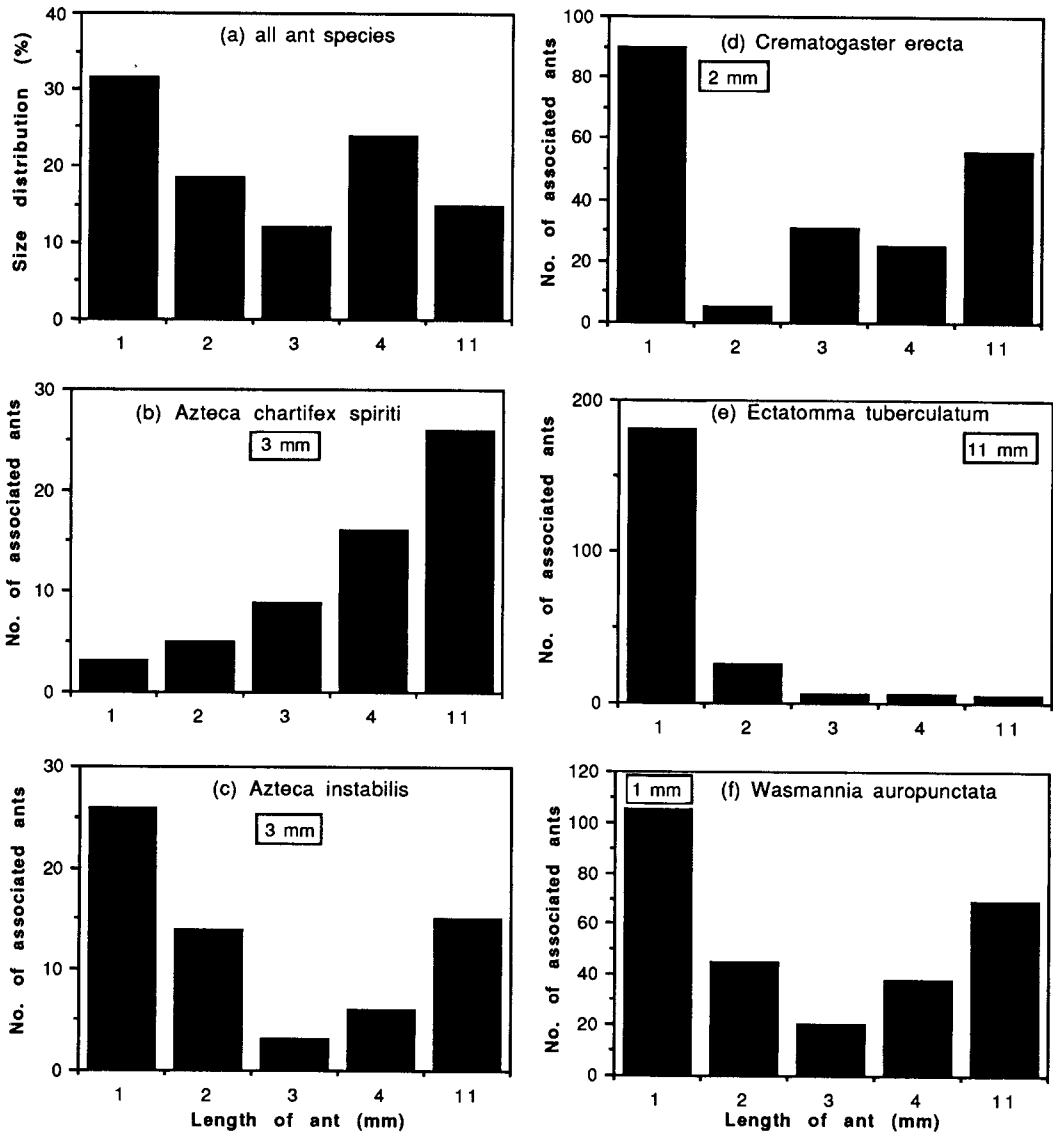 (a) all ant species
Size distribution (%)
40
30
20
10
0
1 2 3 4 11
(d) Crematogaster erecta
2 mm
No. of associated ants
100
80
60
40
20
0
1 2 3 4 11
(b) Azteca chartifex spiriti
3 mm
No. of associated ants
30
20
10
0
1 2 3 4 11
(e) Ectatomma tuberculatum
11 mm
No. of associated ants
200
100
0
1 2 3 4 11
(c) Azteca instabilis
3 mm
No. of associated ants
30
20
10
0
1 2 3 4 11
Length of ant (mm)
(f) Wasmannia auropunctata
1 mm
No. of associated ants
120
100
80
60
40
20
0
1 2 3 4 11
Length of ant (mm)